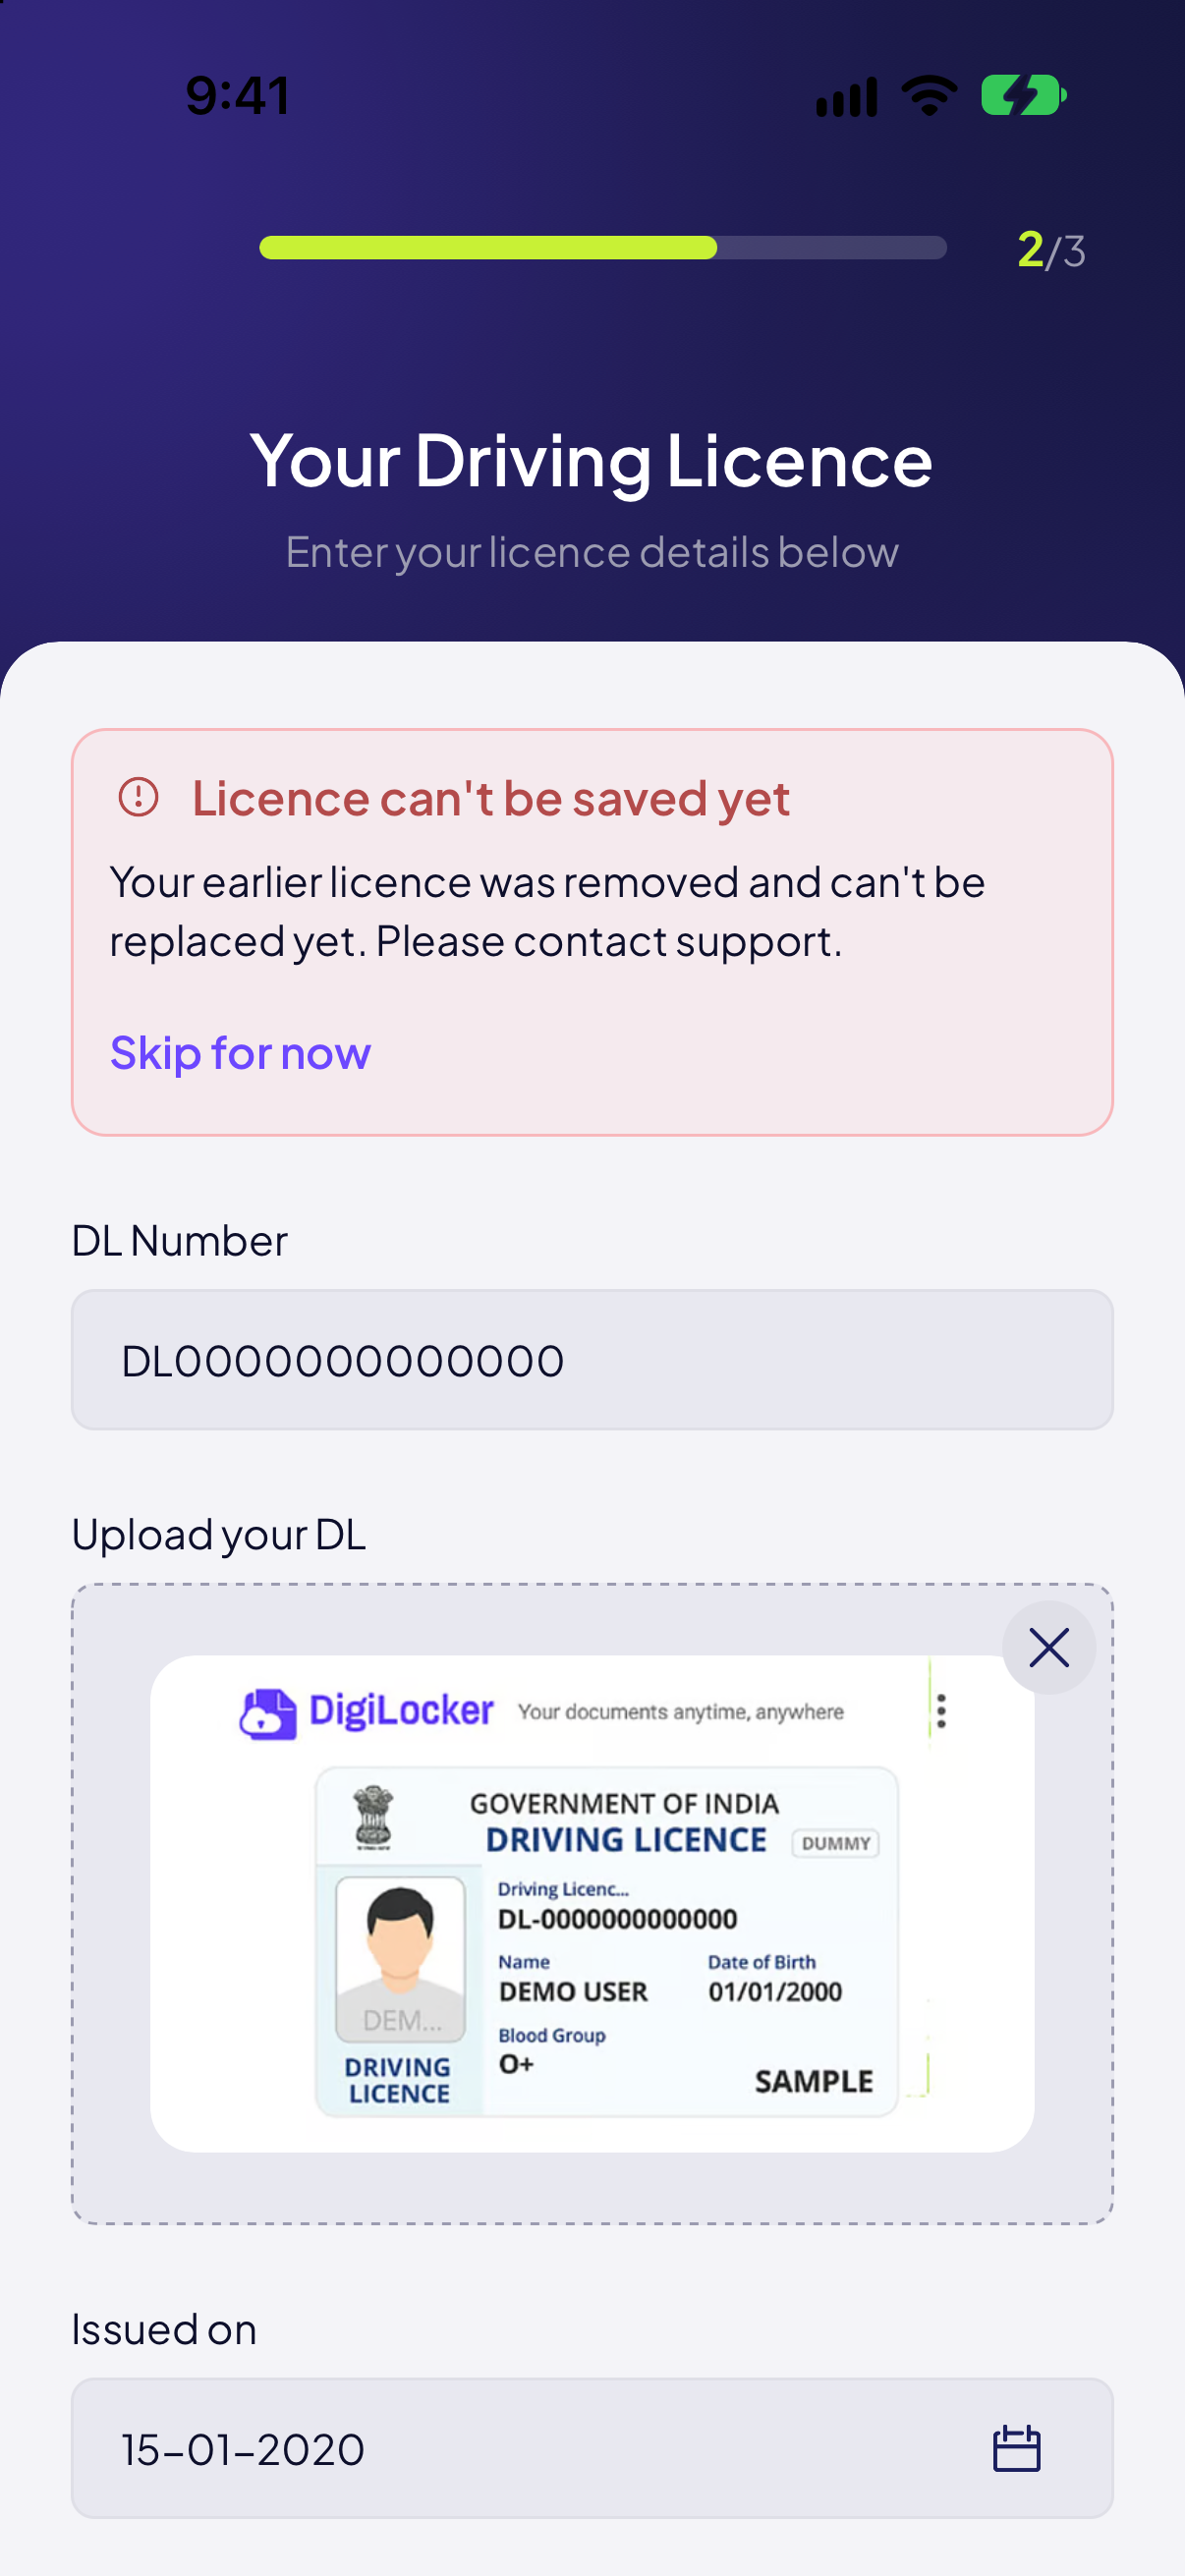 9:41
2/3
Your Driving Licence
Enter your licence details below
Licence can't be saved yet
Your earlier licence was removed and can't be
replaced yet. Please contact support.
Skip for now
DL Number
DL0000000000000
Upload your DL
DigiLocker Your documents anytime, anywhere
GOVERNMENT OF INDIA
DRIVING LICENCE DUMMY
Driving Licenc...
DL-0000000000000
Name Date of Birth
DEMO USER 01/01/2000
DEM...
Blood Group
O+
DRIVING
LICENCE
SAMPLE
Issued on
15-01-2020